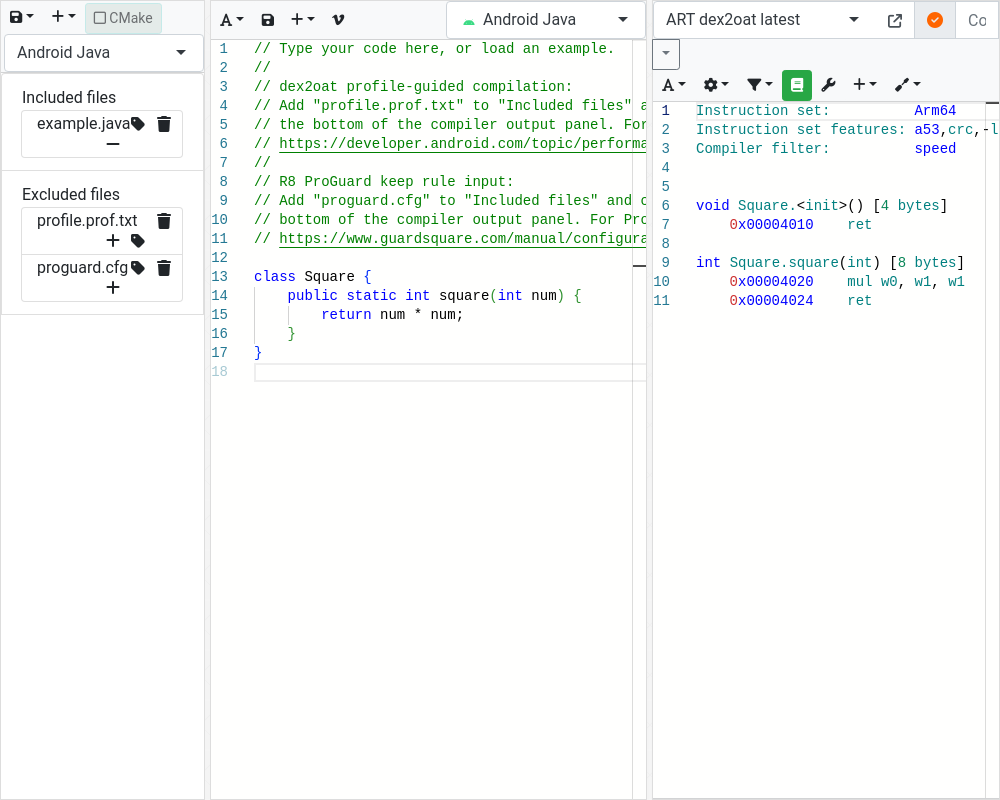 CMake
Android Java
Included files
example.java
Excluded files
profile.prof.txt
proguard.cfg
A
Android Java
1 // Type your code here, or load an example.
2 //
3 // dex2oat profile-guided compilation:
4 // Add "profile.prof.txt" to "Included files" a
5 // the bottom of the compiler output panel. For
6 // https://developer.android.com/topic/performa
7 //
8 // R8 ProGuard keep rule input:
9 // Add "proguard.cfg" to "Included files" and c
10 // bottom of the compiler output panel. For Pro
11 // https://www.guardsquare.com/manual/configura
12
13 class Square {
14 public static int square(int num) {
15 return num * num;
16 }
17 }
18
ART dex2oat latest
Co
A
1 Instruction set: Arm64
2 Instruction set features: a53,crc,-l
3 Compiler filter: speed
4
5
6 void Square.<init>() [4 bytes]
7 0x00004010 ret
8
9 int Square.square(int) [8 bytes]
10 0x00004020 mul w0, w1, w1
11 0x00004024 ret